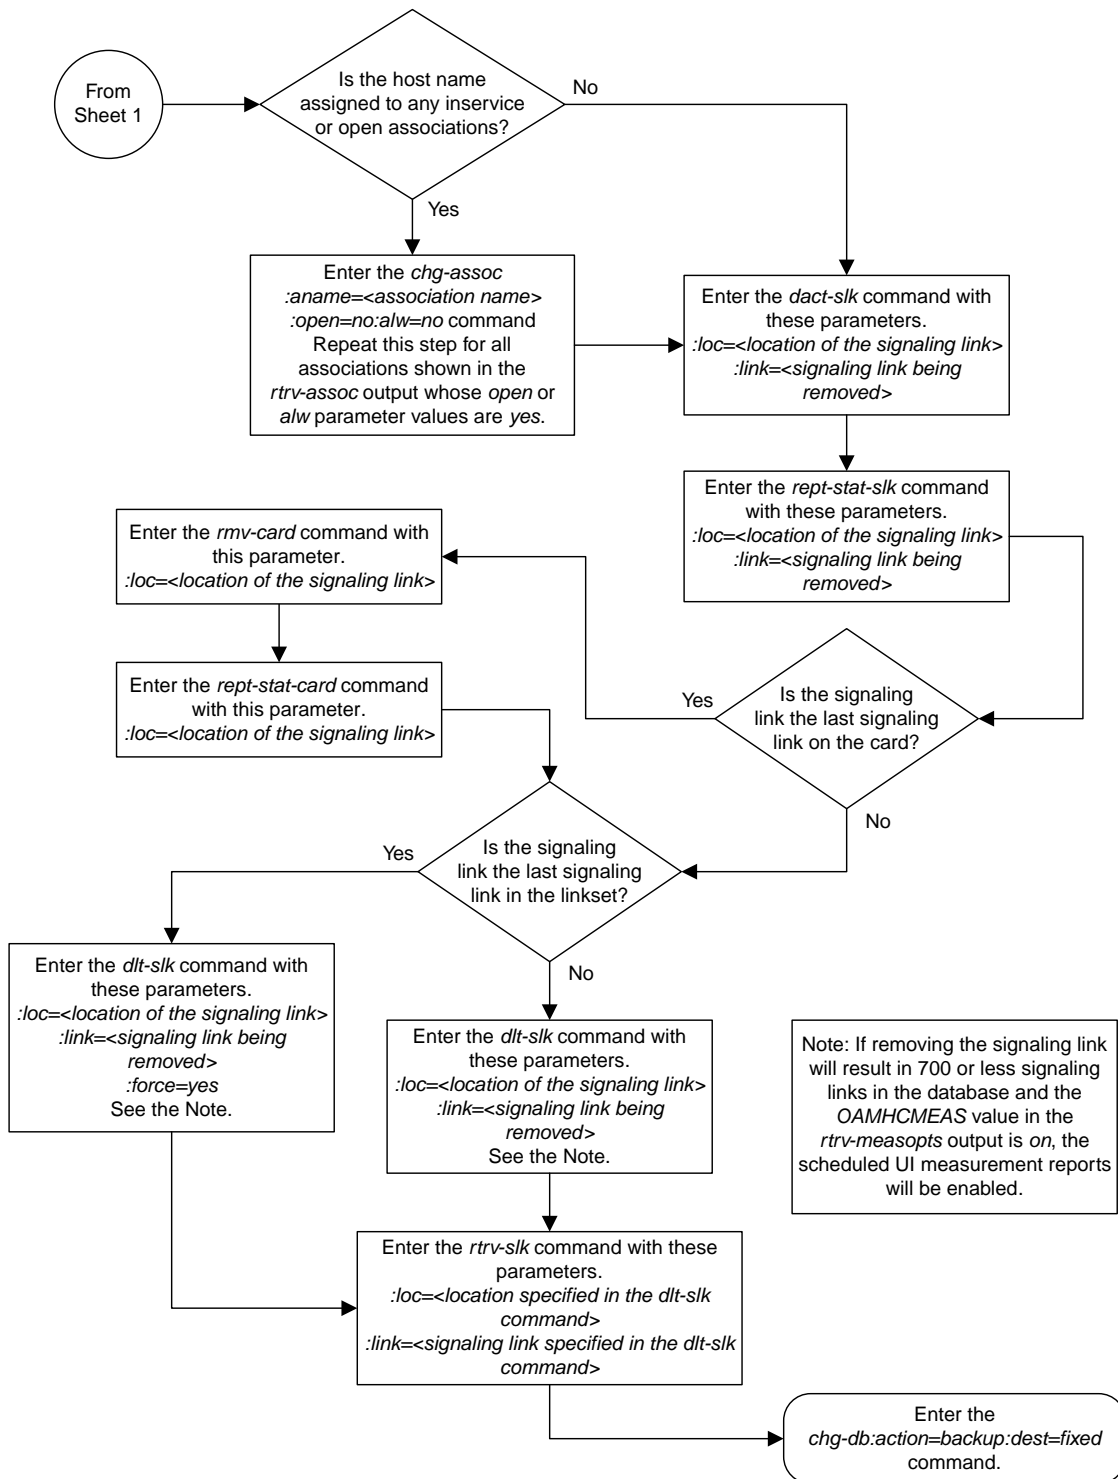 From
Sheet 1
Is the host name
assigned to any inservice
or open associations?
No
Yes
Enter the chg-assoc
:aname=<association name>
:open=no:alw=no command
Repeat this step for all
associations shown in the
rtrv-assoc output whose open or
alw parameter values are yes.
Enter the dact-slk command with
these parameters.
:loc=<location of the signaling link>
:link=<signaling link being
removed>
Enter the rept-stat-slk command
with these parameters.
:loc=<location of the signaling link>
:link=<signaling link being
removed>
Enter the rmv-card command with
this parameter.
:loc=<location of the signaling link>
Enter the rept-stat-card command
with this parameter.
:loc=<location of the signaling link>
Yes
Is the signaling
link the last signaling
link on the card?
No
Yes
Is the signaling
link the last signaling
link in the linkset?
No
Enter the dlt-slk command with
these parameters.
:loc=<location of the signaling link>
:link=<signaling link being
removed>
:force=yes
See the Note.
Enter the dlt-slk command with
these parameters.
:loc=<location of the signaling link>
:link=<signaling link being
removed>
See the Note.
Note: If removing the signaling link
will result in 700 or less signaling
links in the database and the
OAMHCMEAS value in the
rtrv-measopts output is on, the
scheduled UI measurement reports
will be enabled.
Enter the rtrv-slk command with these
parameters.
:loc=<location specified in the dlt-slk
command>
:link=<signaling link specified in the dlt-slk
command>
Enter the
chg-db:action=backup:dest=fixed
command.